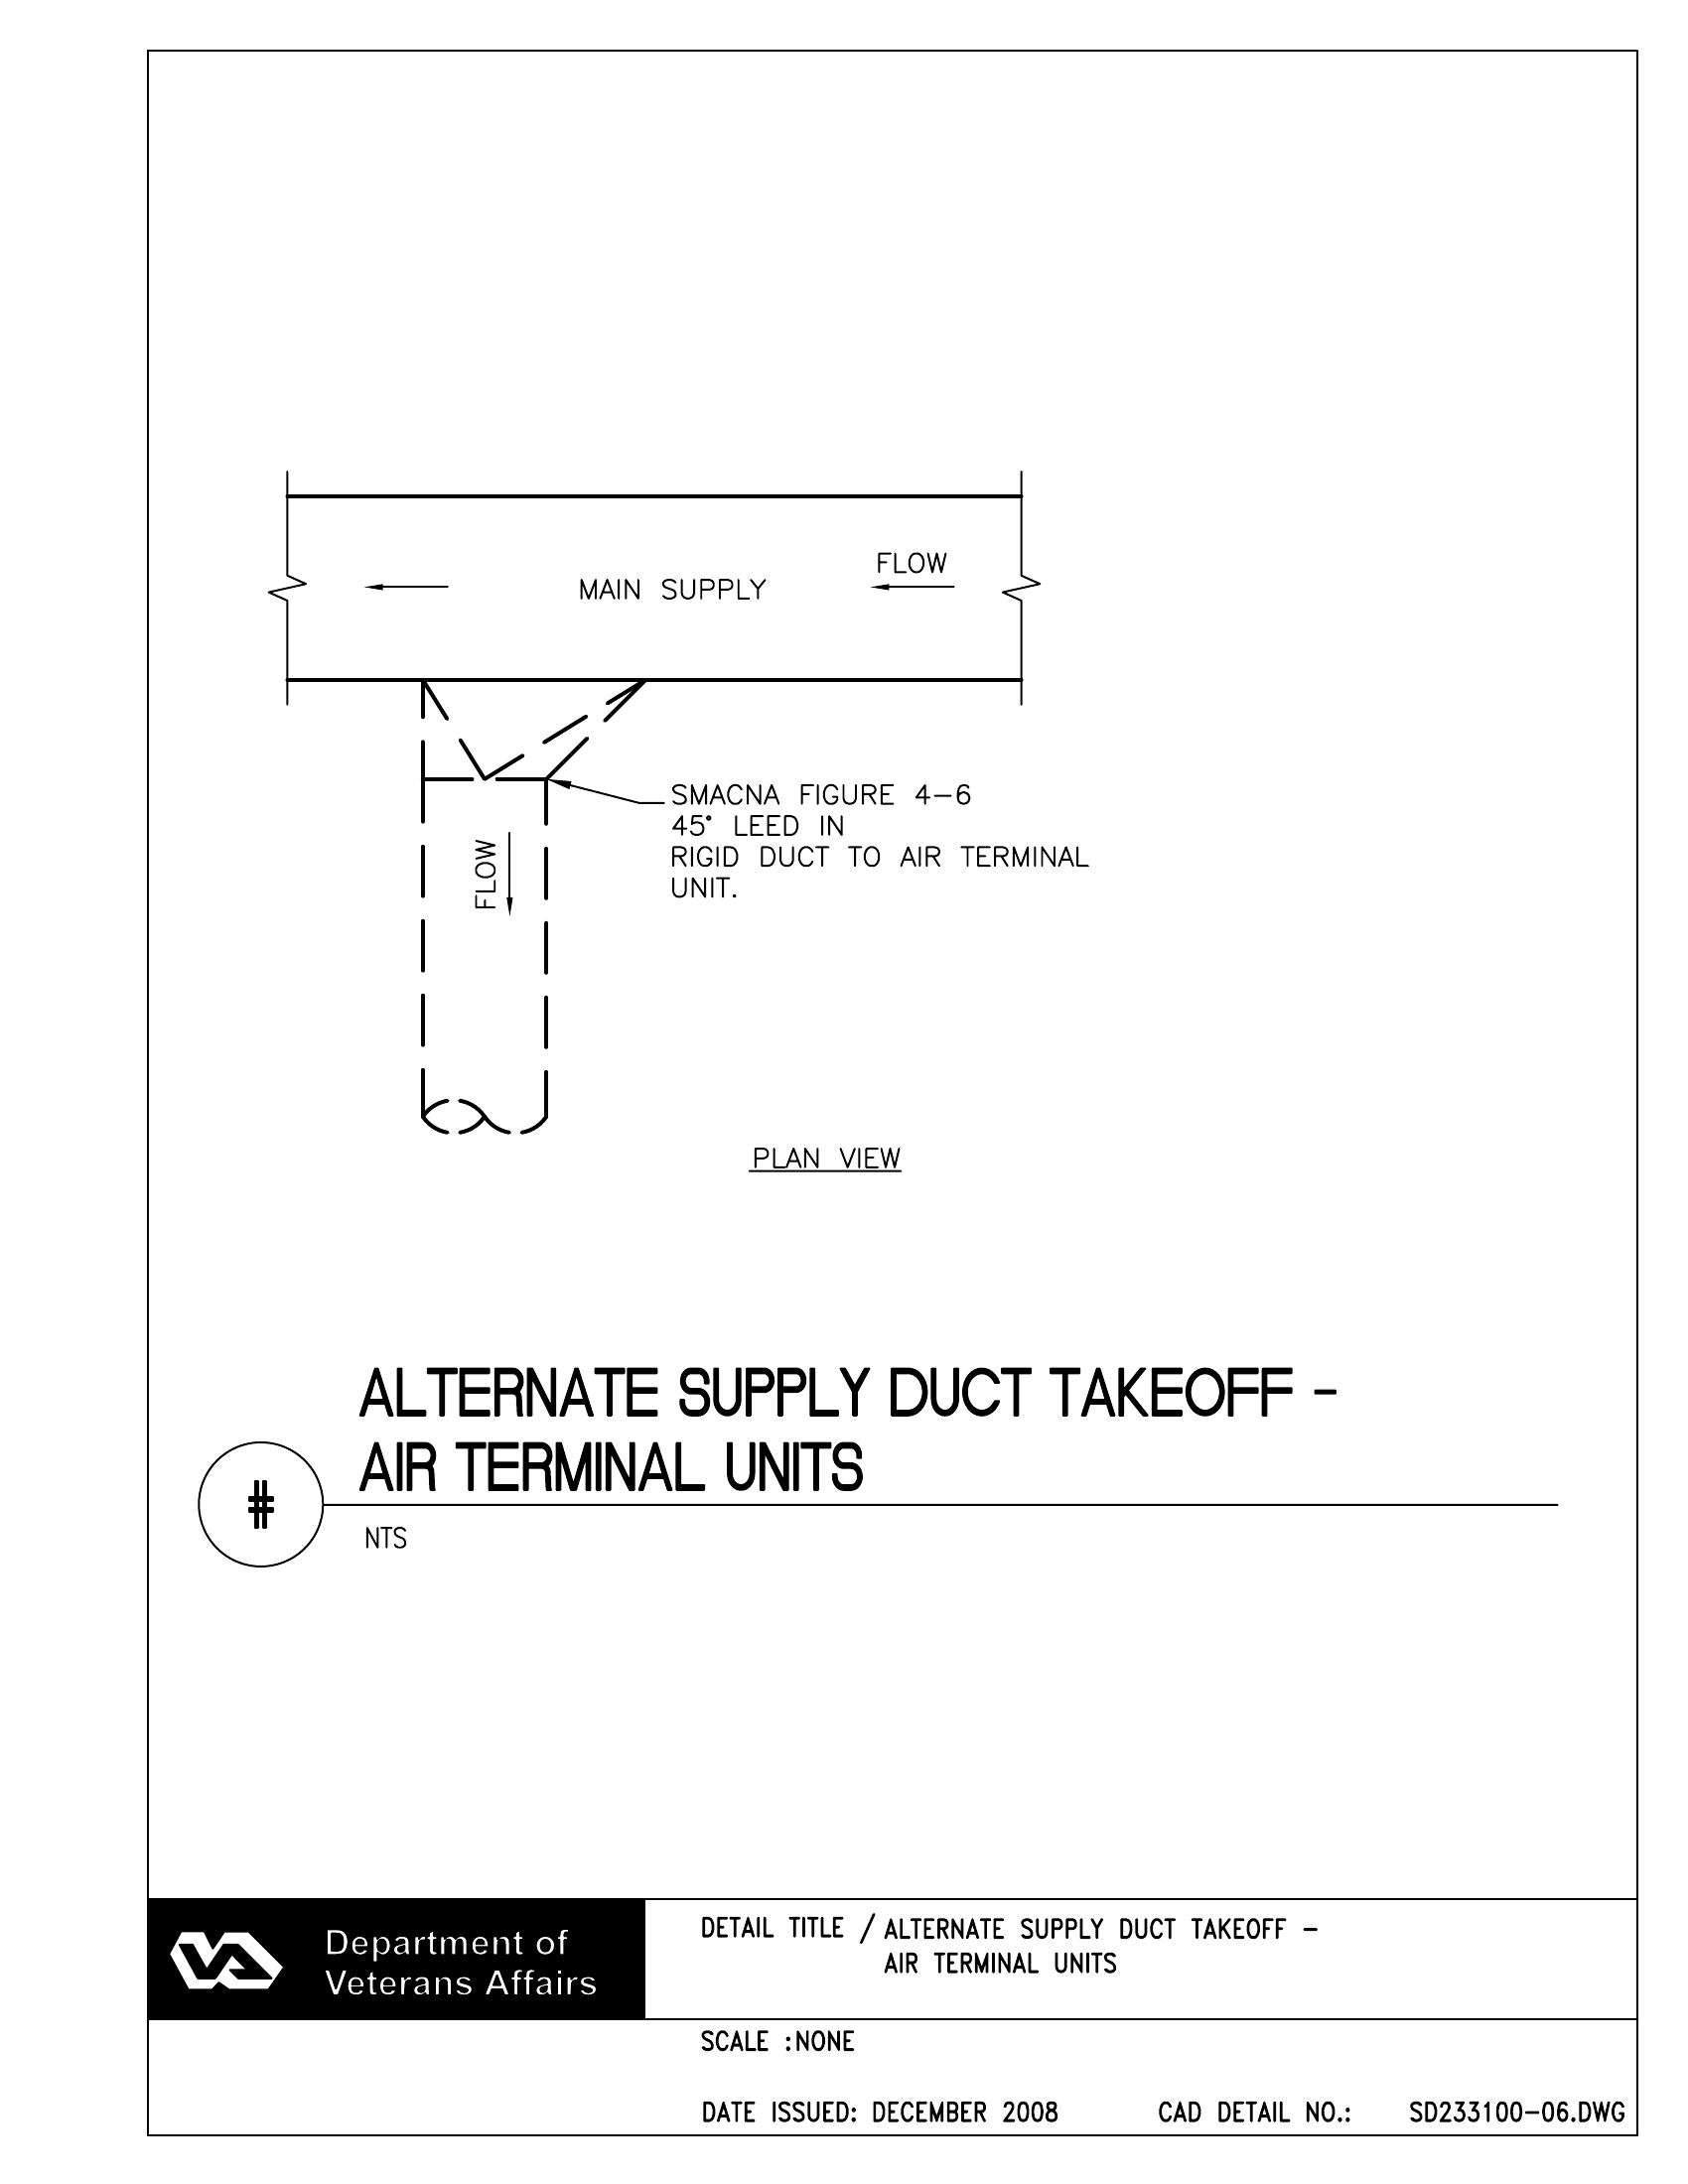 FLOW
MAIN SUPPLY
SMACNA FIGURE 4-6
45° LEED IN
RIGID DUCT TO AIR TERMINAL
UNIT.
FLOW
PLAN VIEW
ALTERNATE SUPPLY DUCT TAKEOFF -
AIR TERMINAL UNITS
#
NTS
Department of
Veterans Affairs
DETAIL TITLE / ALTERNATE SUPPLY DUCT TAKEOFF -
AIR TERMINAL UNITS
SCALE :NONE
DATE ISSUED: DECEMBER 2008 CAD DETAIL NO.: SD233100-06.DWG